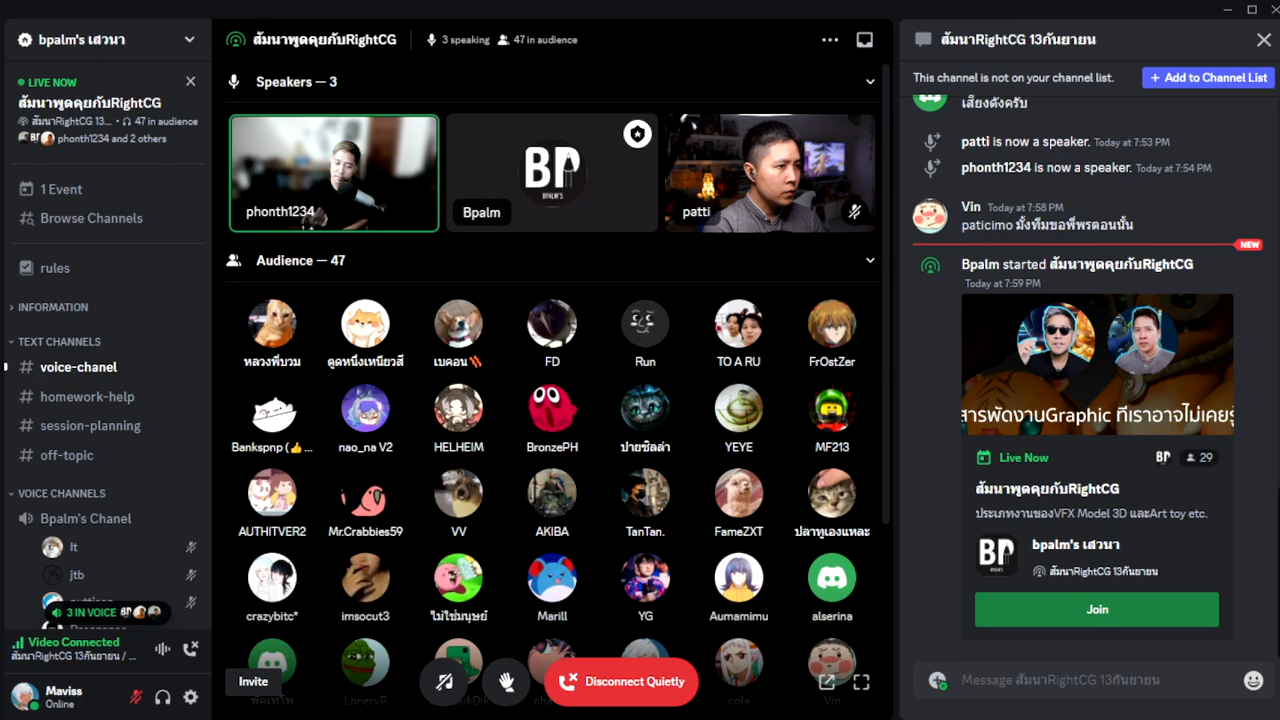 bpalm's เสวนา
LIVE NOW
สัมนาพูดคุยกับRightCG
สัมนาRightCG 13... • 47 in audience
phonth1234 and 2 others
1 Event
Browse Channels
rules
INFORMATION
TEXT CHANNELS
voice-chanel
homework-help
session-planning
off-topic
VOICE CHANNELS
Bpalm's Chanel
It
jtb
3 IN VOICE
Video Connected
สัมนาRightCG 13กันยายน / ...
Maviss
Online
สัมนาพูดคุยกับRightCG
3 speaking 47 in audience
Speakers — 3
phonth1234
BP
BPALM'S
Bpalm
patti
Audience — 47
หลวงพี่บวม ตูดหนึ่งเหนียวสี่ เบคอน🥓 FD Run TO A RU FrOstZer
Bankspnp (👍... nao_na V2 HELHEIM BronzePH ปายซิลล่า YEYE MF213
AUTHITVER2 Mr.Crabbies59 VV AKIBA TanTan. FameZXT ปลาทูเองแหละ
crazybitc* imsocut3 ไม่ใช่มนุษย์ Marill YG Aumamimu alserina
LoneryP cola Vin
Invite
Disconnect Quietly
สัมนาRightCG 13กันยายน
This channel is not on your channel list.
+ Add to Channel List
เสียงดังครับ
patti is now a speaker. Today at 7:53 PM
phonth1234 is now a speaker. Today at 7:54 PM
Vin Today at 7:58 PM
paticimo มั้งทีมขอพี่พรตอนนั้น
NEW
Bpalm started สัมนาพูดคุยกับRightCG
Today at 7:59 PM
สารพัดงานGraphic ที่เราอาจไม่เคยรู้
Live Now
BP 29
สัมนาพูดคุยกับRightCG
ประเภทงานของVFX Model 3D และArt toy etc.
BP
bpalm's เสวนา
สัมนาRightCG 13กันยายน
Join
Message สัมนาRightCG 13กันยายน